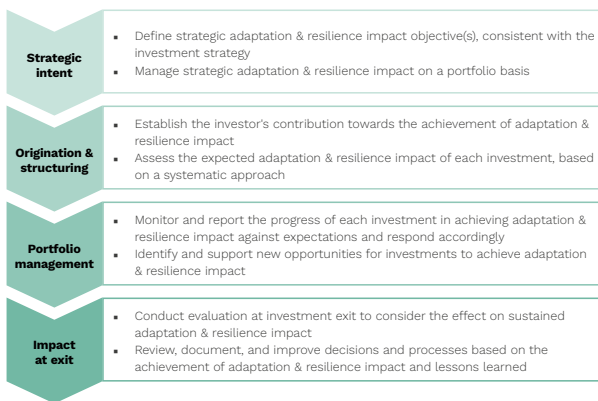 Strategic
intent
▪ Define strategic adaptation & resilience impact objective(s), consistent with the
investment strategy
▪ Manage strategic adaptation & resilience impact on a portfolio basis
Origination &
structuring
▪ Establish the investor's contribution towards the achievement of adaptation &
resilience impact
▪ Assess the expected adaptation & resilience impact of each investment, based
on a systematic approach
Portfolio
management
▪ Monitor and report the progress of each investment in achieving adaptation &
resilience impact against expectations and respond accordingly
▪ Identify and support new opportunities for investments to achieve adaptation
& resilience impact
Impact
at exit
▪ Conduct evaluation at investment exit to consider the effect on sustained
adaptation & resilience impact
▪ Review, document, and improve decisions and processes based on the
achievement of adaptation & resilience impact and lessons learned